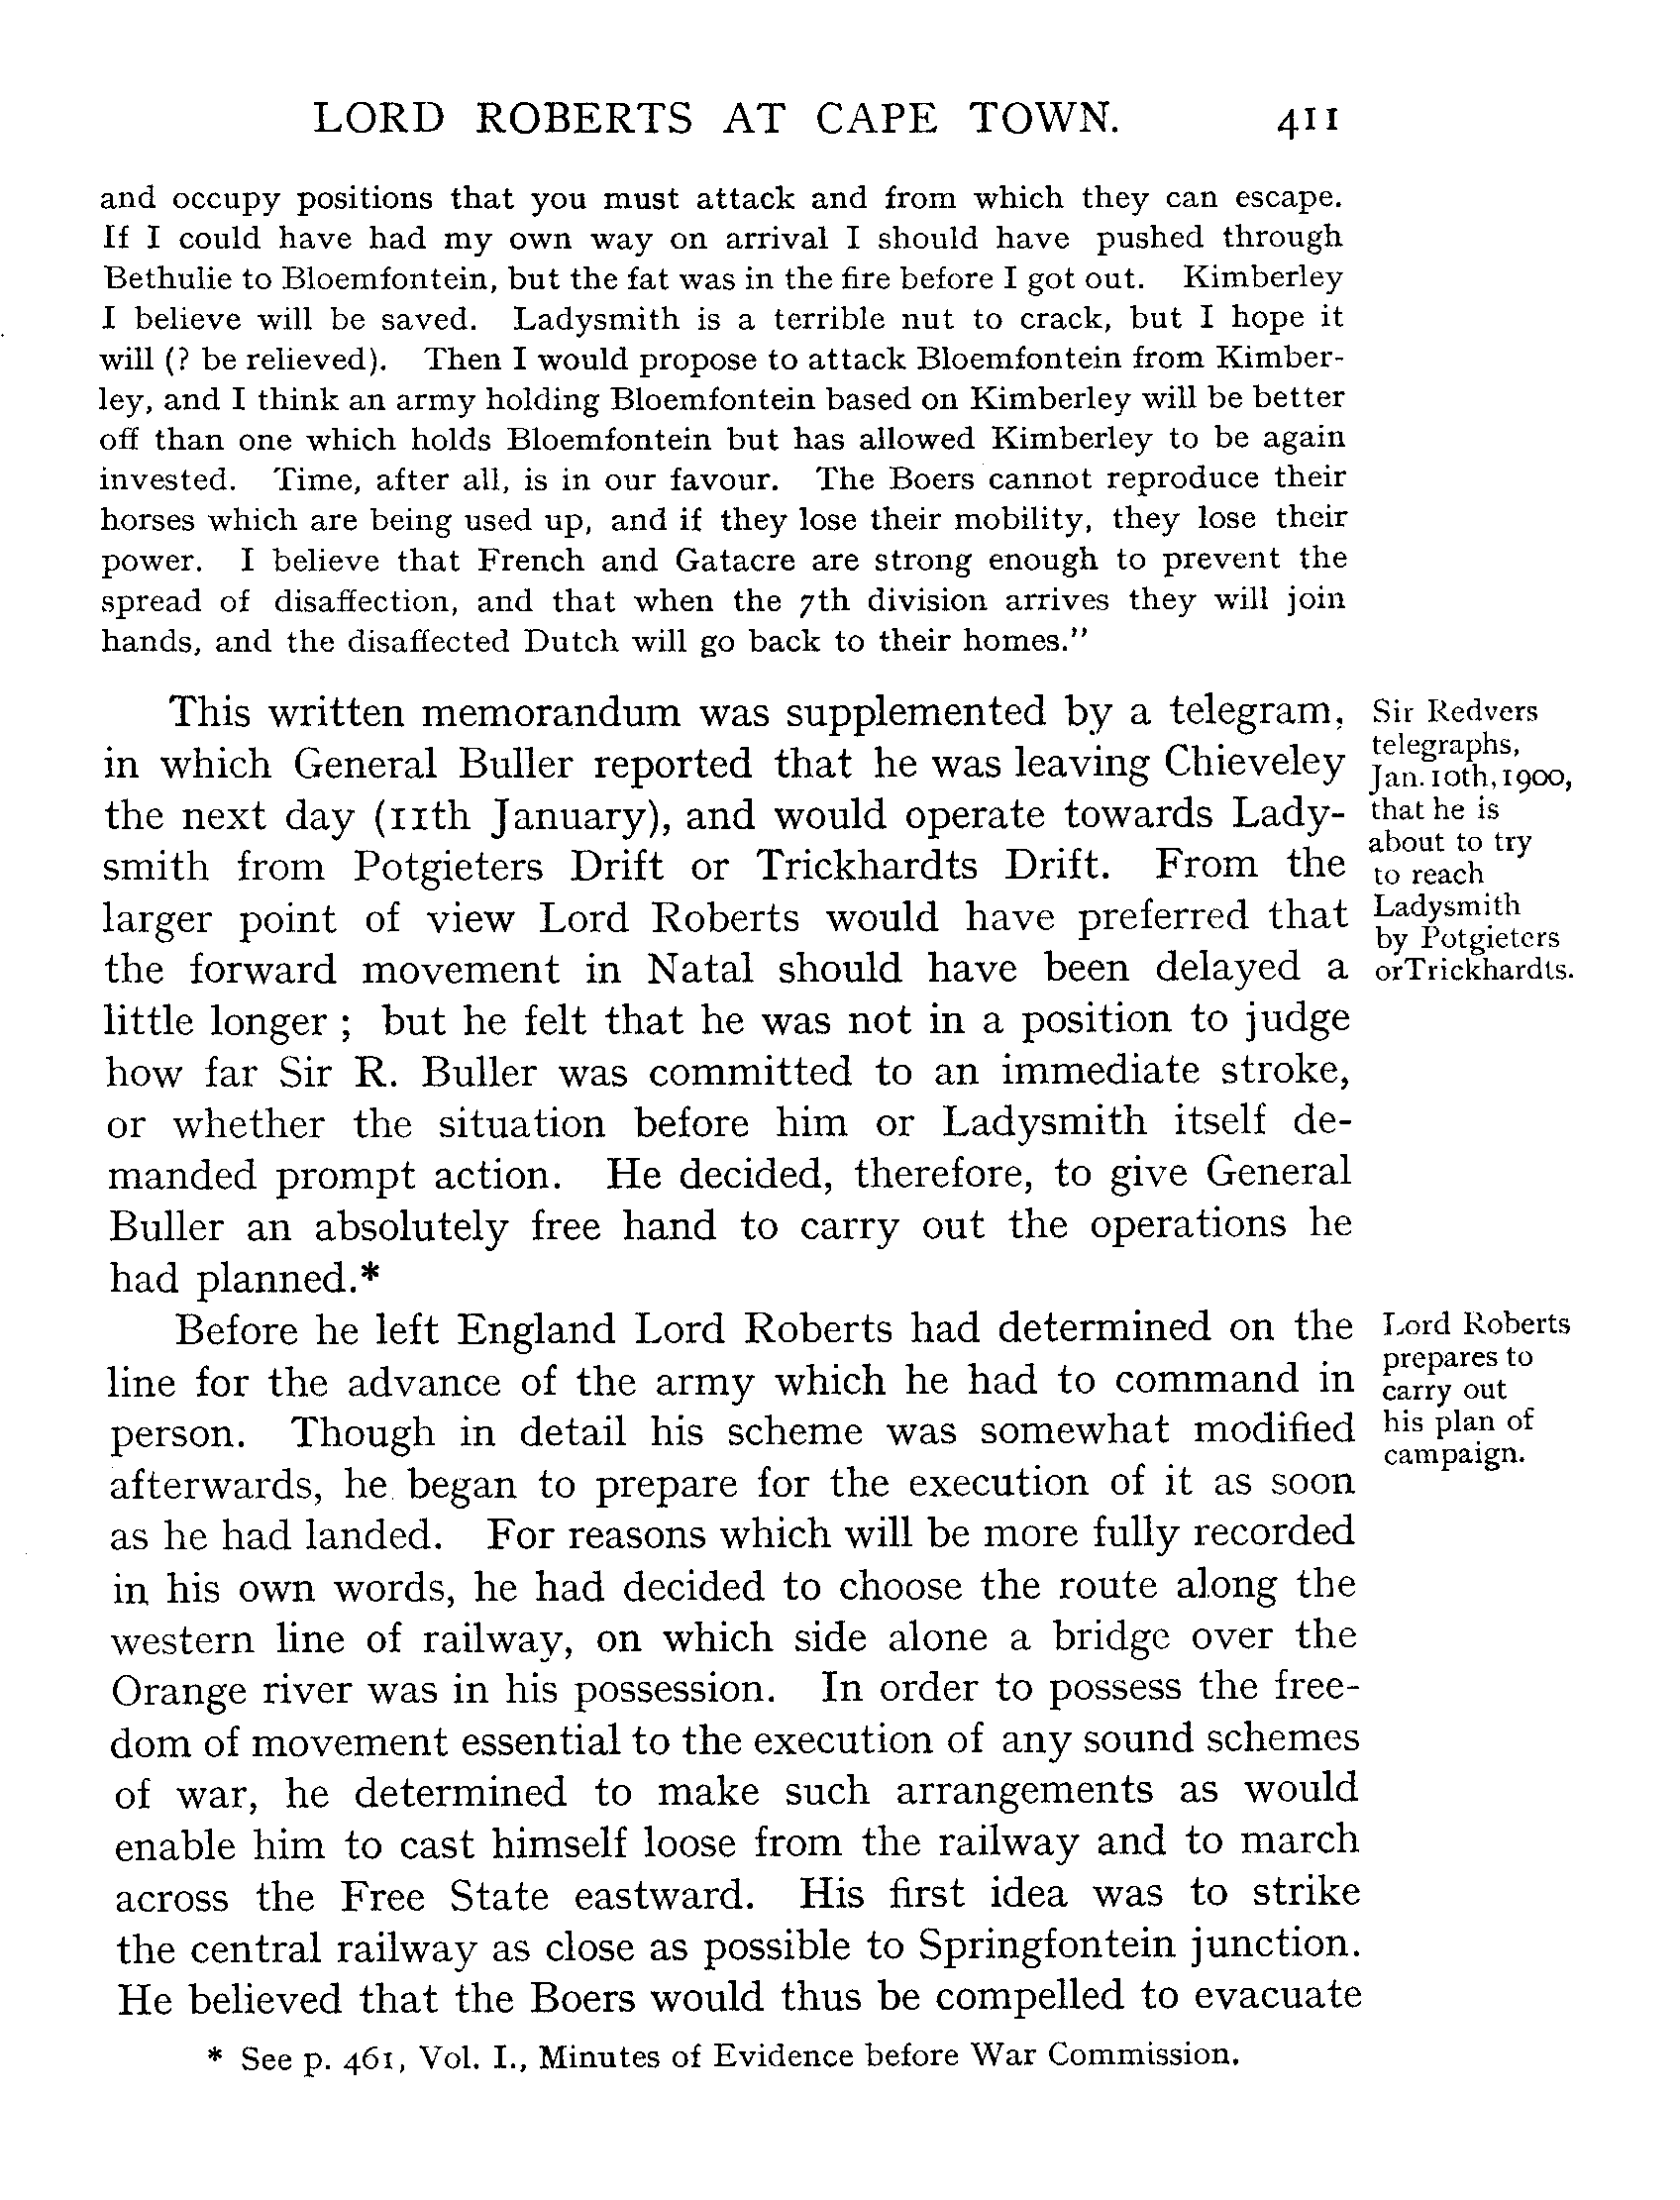 LORD ROBERTS AT CAPE TOWN. 411
and occupy positions that you must attack and from which they can escape.
If I could have had my own way on arrival I should have pushed through
Bethulie to Bloemfontein, but the fat was in the fire before I got out. Kimberley
I believe will be saved. Ladysmith is a terrible nut to crack, but I hope it
will (? be relieved). Then I would propose to attack Bloemfontein from Kimber-
ley, and I think an army holding Bloemfontein based on Kimberley will be better
off than one which holds Bloemfontein but has allowed Kimberley to be again
invested. Time, after all, is in our favour. The Boers cannot reproduce their
horses which are being used up, and if they lose their mobility, they lose their
power. I believe that French and Gatacre are strong enough to prevent the
spread of disaffection, and that when the 7th division arrives they will join
hands, and the disaffected Dutch will go back to their homes."
This written memorandum was supplemented by a telegram,
in which General Buller reported that he was leaving Chieveley
the next day (11th January), and would operate towards Lady-
smith from Potgieters Drift or Trickhardts Drift. From the
larger point of view Lord Roberts would have preferred that
the forward movement in Natal should have been delayed a
little longer ; but he felt that he was not in a position to judge
how far Sir R. Buller was committed to an immediate stroke,
or whether the situation before him or Ladysmith itself de-
manded prompt action. He decided, therefore, to give General
Buller an absolutely free hand to carry out the operations he
had planned.*
Sir Redvers
telegraphs,
Jan. 10th, 1900,
that he is
about to try
to reach
Ladysmith
by Potgieters
or Trickhardts.
Before he left England Lord Roberts had determined on the
line for the advance of the army which he had to command in
person. Though in detail his scheme was somewhat modified
afterwards, he began to prepare for the execution of it as soon
as he had landed. For reasons which will be more fully recorded
in his own words, he had decided to choose the route along the
western line of railway, on which side alone a bridge over the
Orange river was in his possession. In order to possess the free-
dom of movement essential to the execution of any sound schemes
of war, he determined to make such arrangements as would
enable him to cast himself loose from the railway and to march
across the Free State eastward. His first idea was to strike
the central railway as close as possible to Springfontein junction.
He believed that the Boers would thus be compelled to evacuate
Lord Roberts
prepares to
carry out
his plan of
campaign.
* See p. 461, Vol. I., Minutes of Evidence before War Commission.